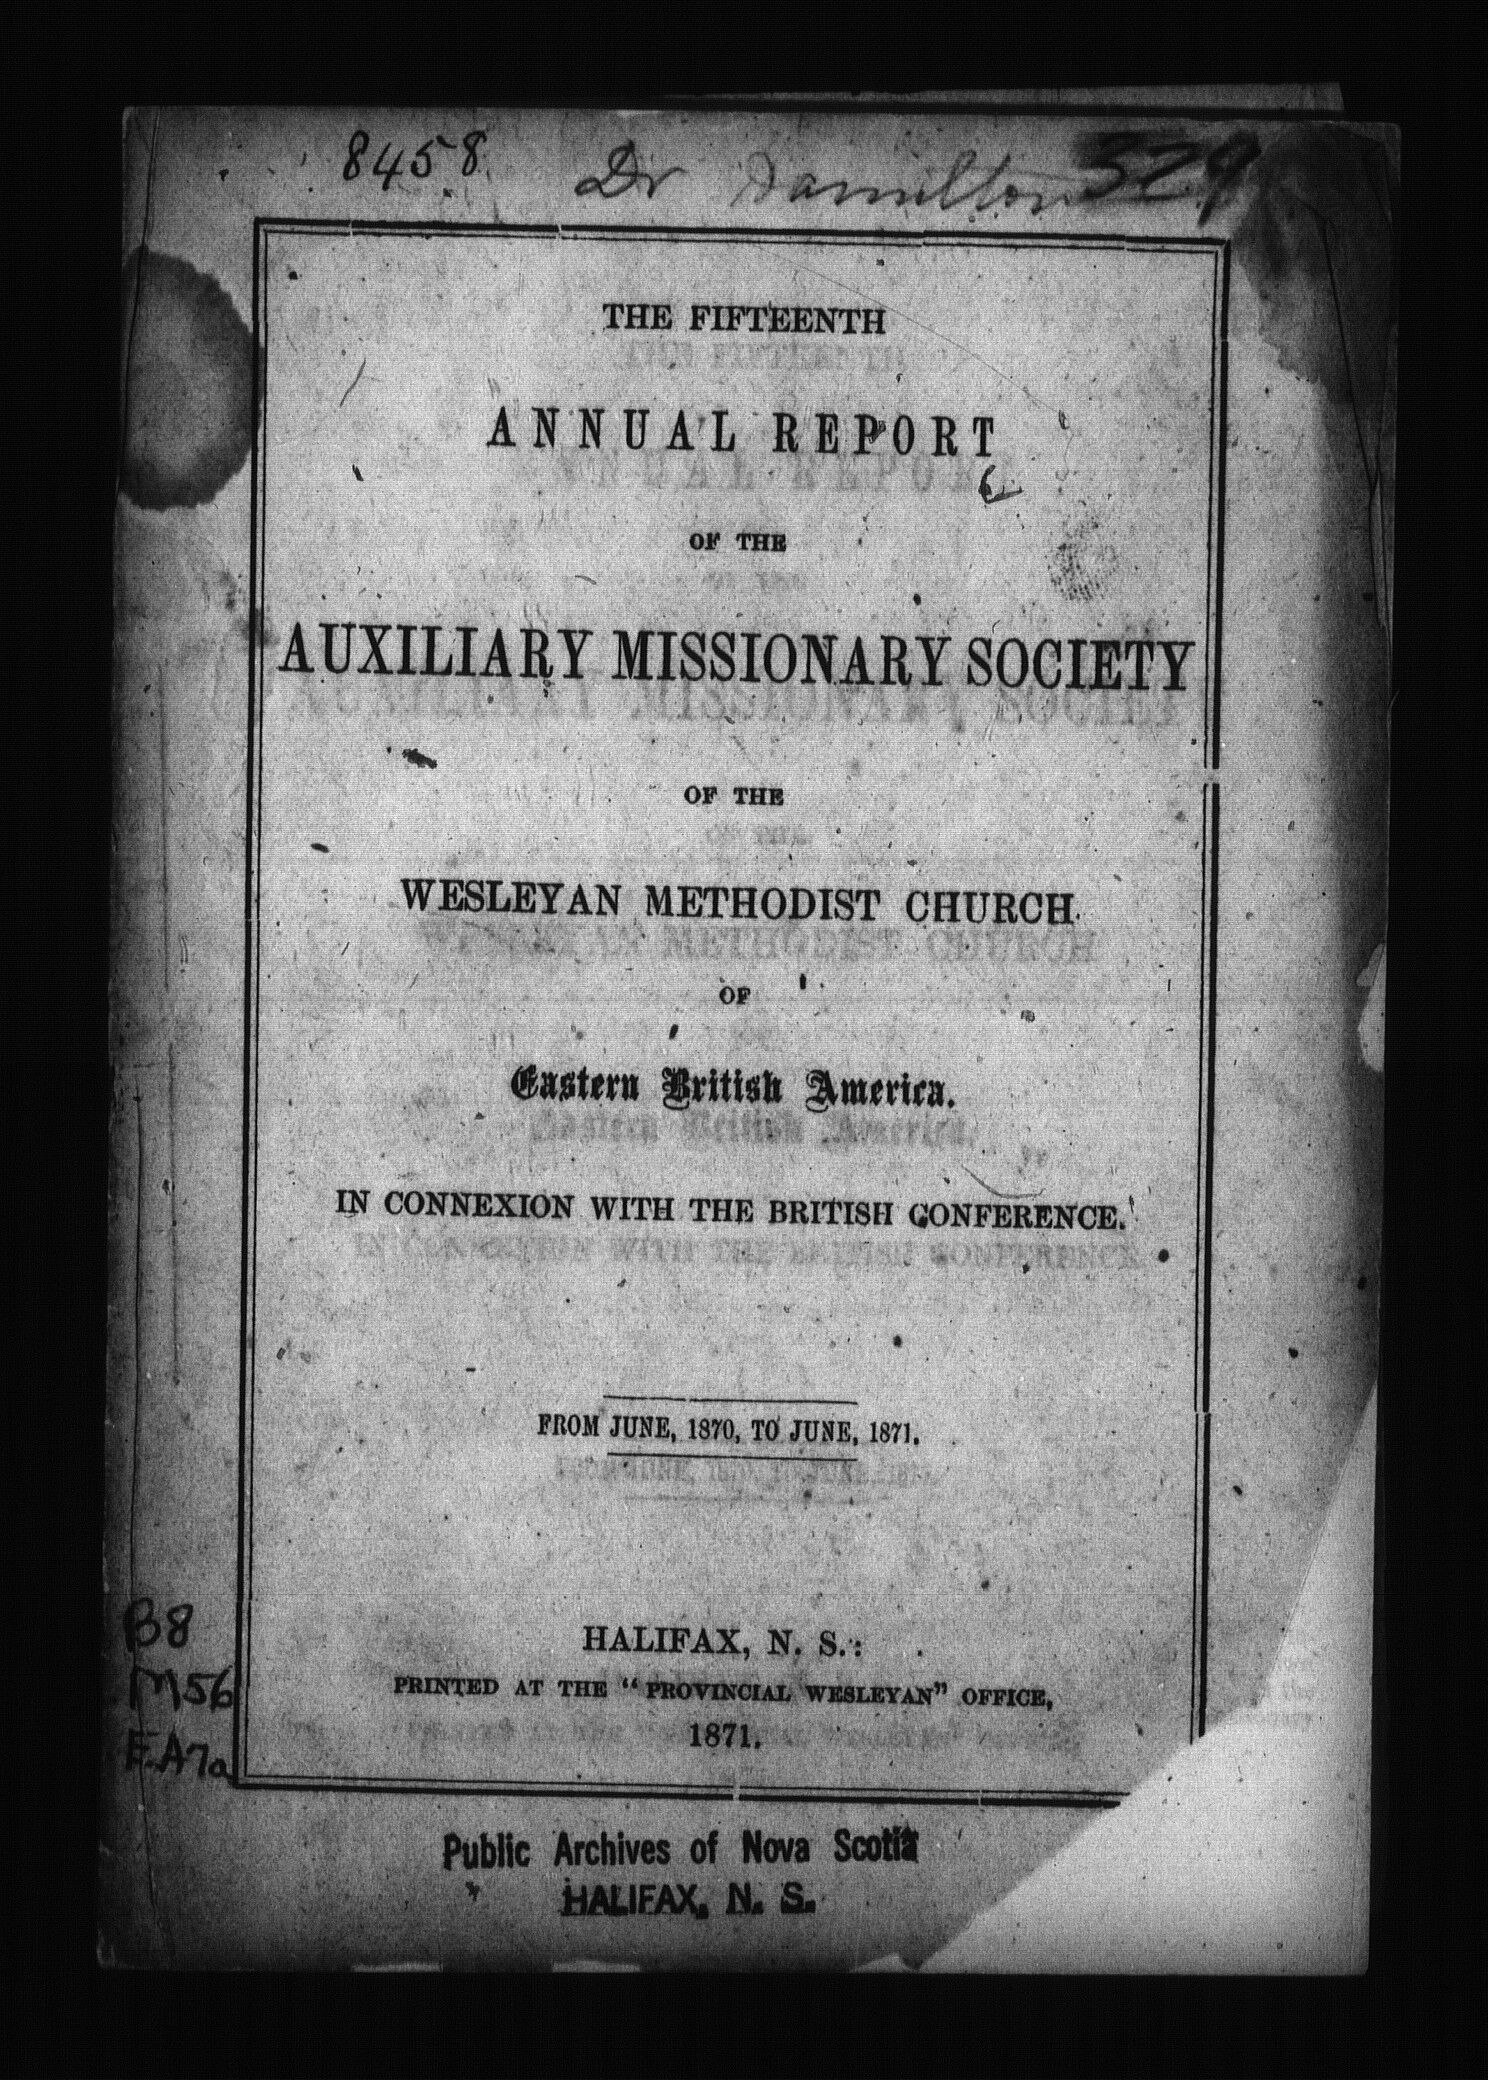 8458 Dr Hamilton 329
THE FIFTEENTH
ANNUAL REPORT
OF THE
AUXILIARY MISSIONARY SOCIETY
OF THE
WESLEYAN METHODIST CHURCH
OF
Eastern British America.
IN CONNEXION WITH THE BRITISH CONFERENCE.
FROM JUNE, 1870, TO JUNE, 1871.
HALIFAX, N. S.:
PRINTED AT THE "PROVINCIAL WESLEYAN" OFFICE,
1871.
B8
M56
E.A7a
Public Archives of Nova Scotia
HALIFAX, N. S.